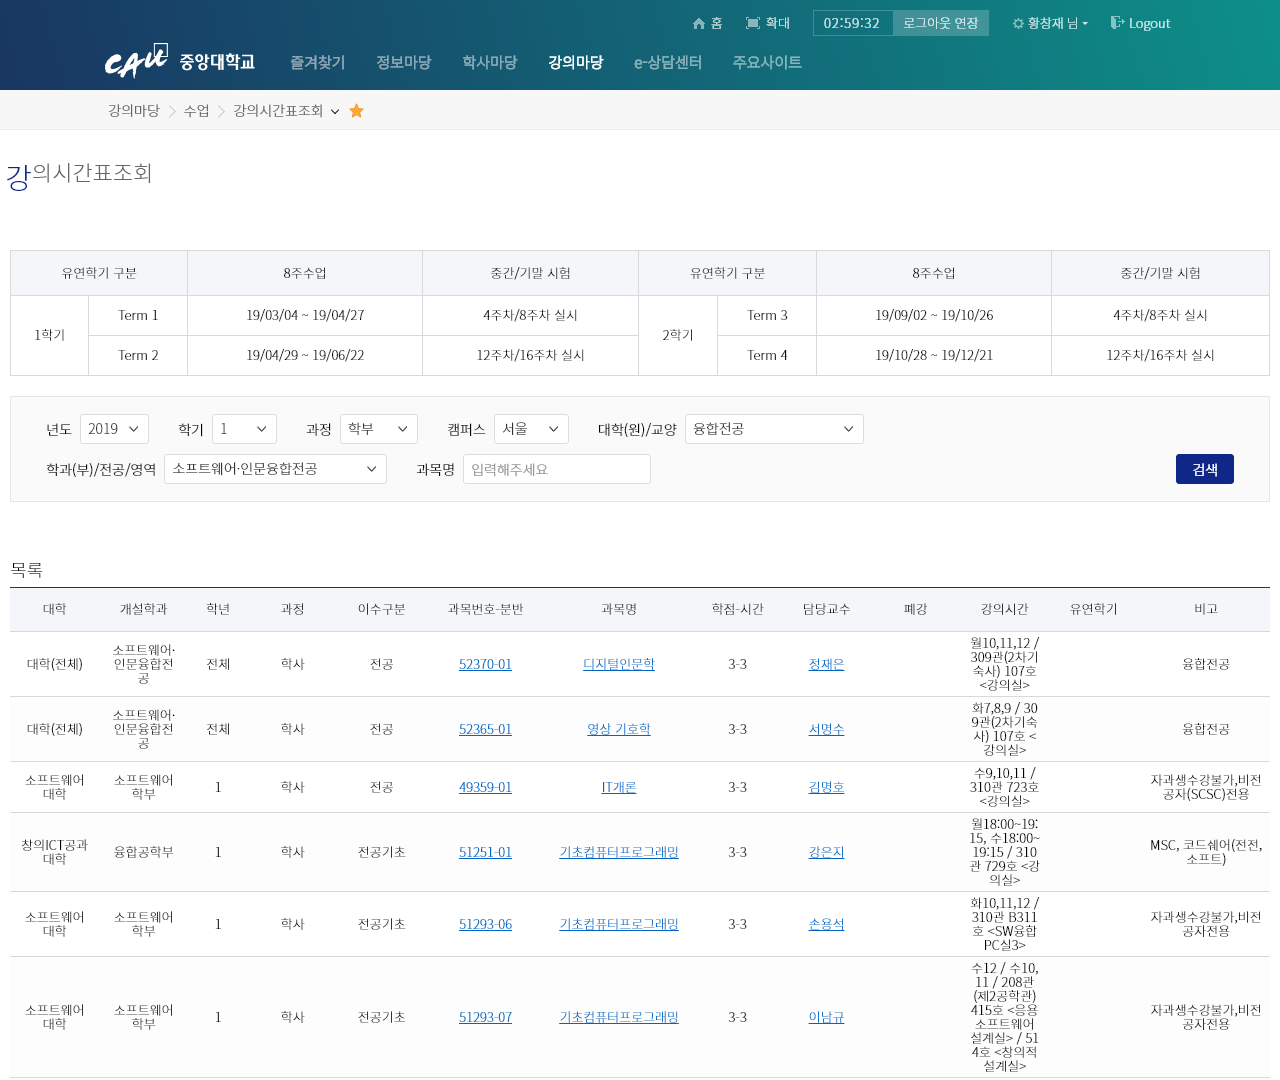 홈 확대 02:59:32 로그아웃 연장 황창재 님 Logout
CAU 중앙대학교 즐겨찾기 정보마당 학사마당 강의마당 e-상담센터 주요사이트
강의마당 수업 강의시간표조회
강의시간표조회
유연학기 구분 8주수업 중간/기말 시험 유연학기 구분 8주수업 중간/기말 시험
1학기 Term 1 19/03/04 ~ 19/04/27 4주차/8주차 실시 2학기 Term 3 19/09/02 ~ 19/10/26 4주차/8주차 실시
Term 2 19/04/29 ~ 19/06/22 12주차/16주차 실시 Term 4 19/10/28 ~ 19/12/21 12주차/16주차 실시
년도 2019 학기 1 과정 학부 캠퍼스 서울 대학(원)/교양 융합전공
학과(부)/전공/영역 소프트웨어·인문융합전공 과목명 입력해주세요 검색
목록
대학 개설학과 학년 과정 이수구분 과목번호-분반 과목명 학점-시간 담당교수 폐강 강의시간 유연학기 비고
대학(전체) 소프트웨어·
인문융합전
공 전체 학사 전공 52370-01 디지털인문학 3-3 정재은 월10,11,12 /
309관(2차기
숙사) 107호
<강의실> 융합전공
대학(전체) 소프트웨어·
인문융합전
공 전체 학사 전공 52365-01 영상 기호학 3-3 서명수 화7,8,9 / 30
9관(2차기숙
사) 107호 <
강의실> 융합전공
소프트웨어
대학 소프트웨어
학부 1 학사 전공 49359-01 IT개론 3-3 김명호 수9,10,11 /
310관 723호
<강의실> 자과생수강불가,비전
공자(SCSC)전용
창의ICT공과
대학 융합공학부 1 학사 전공기초 51251-01 기초컴퓨터프로그래밍 3-3 강은지 월18:00~19:
15, 수18:00~
19:15 / 310
관 729호 <강
의실> MSC, 코드쉐어(전전,
소프트)
소프트웨어
대학 소프트웨어
학부 1 학사 전공기초 51293-06 기초컴퓨터프로그래밍 3-3 손용석 화10,11,12 /
310관 B311
호 <SW융합
PC실3> 자과생수강불가,비전
공자전용
소프트웨어
대학 소프트웨어
학부 1 학사 전공기초 51293-07 기초컴퓨터프로그래밍 3-3 이남규 수12 / 수10,
11 / 208관
(제2공학관)
415호 <응용
소프트웨어
설계실> / 51
4호 <창의적
설계실> 자과생수강불가,비전
공자전용